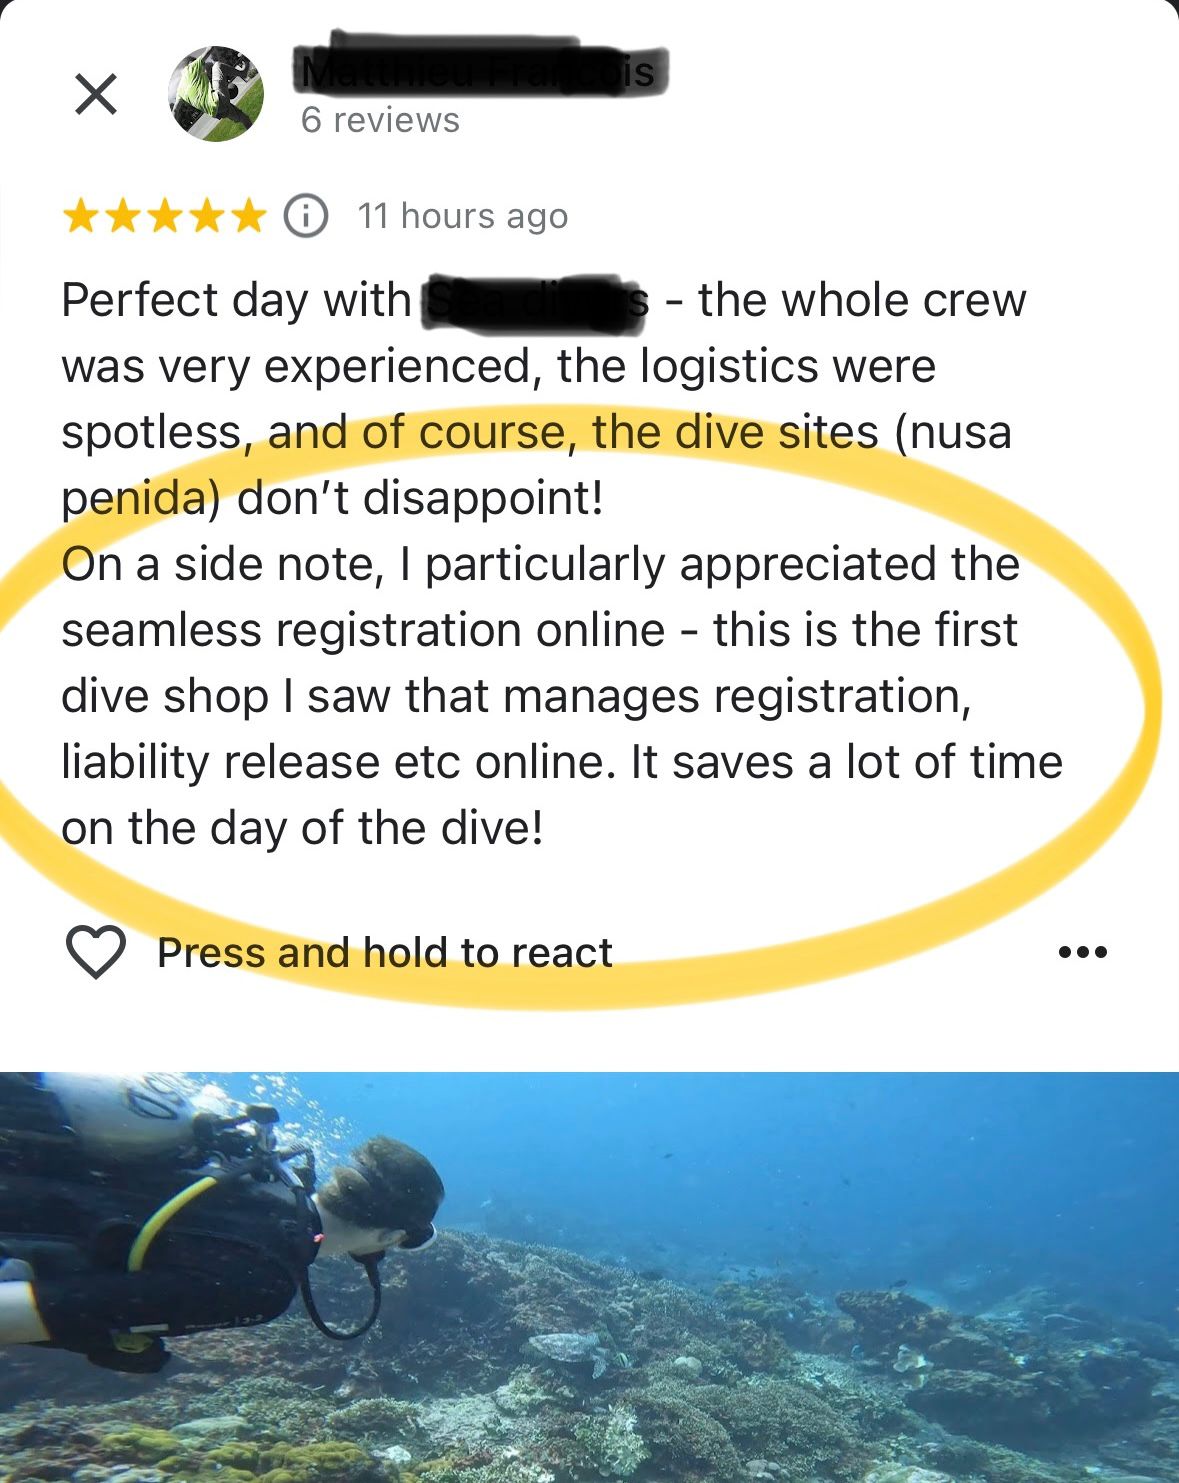 6 reviews
11 hours ago
Perfect day with - the whole crew
was very experienced, the logistics were
spotless, and of course, the dive sites (nusa
penida) don't disappoint!
On a side note, I particularly appreciated the
seamless registration online - this is the first
dive shop I saw that manages registration,
liability release etc online. It saves a lot of time
on the day of the dive!
Press and hold to react